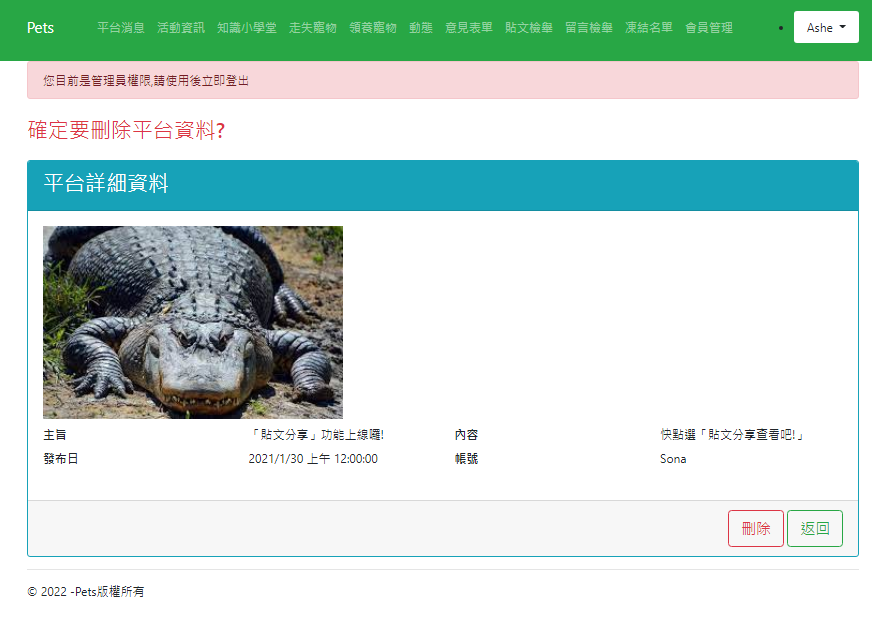 Pets 平台消息 活動資訊 知識小學堂 走失寵物 領養寵物 動態 意見表單 貼文檢舉 留言檢舉 凍結名單 會員管理 • Ashe
您目前是管理員權限,請使用後立即登出
確定要刪除平台資料?
平台詳細資料
主旨 「貼文分享」功能上線囉! 內容 快點選「貼文分享查看吧!」
發布日 2021/1/30 上午 12:00:00 帳號 Sona
刪除 返回
© 2022 -Pets版權所有